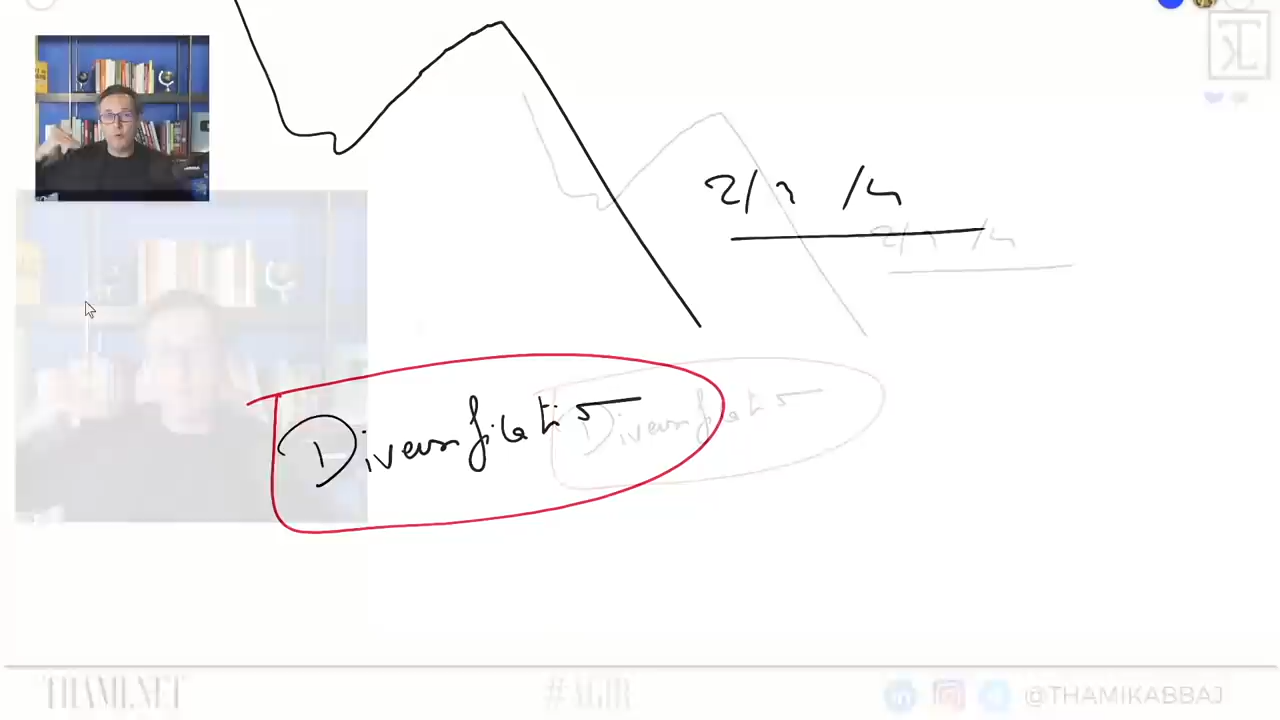 2/3 /4
Diversification
THAMI.NET
#AGIR
@THAMIKABBAJ